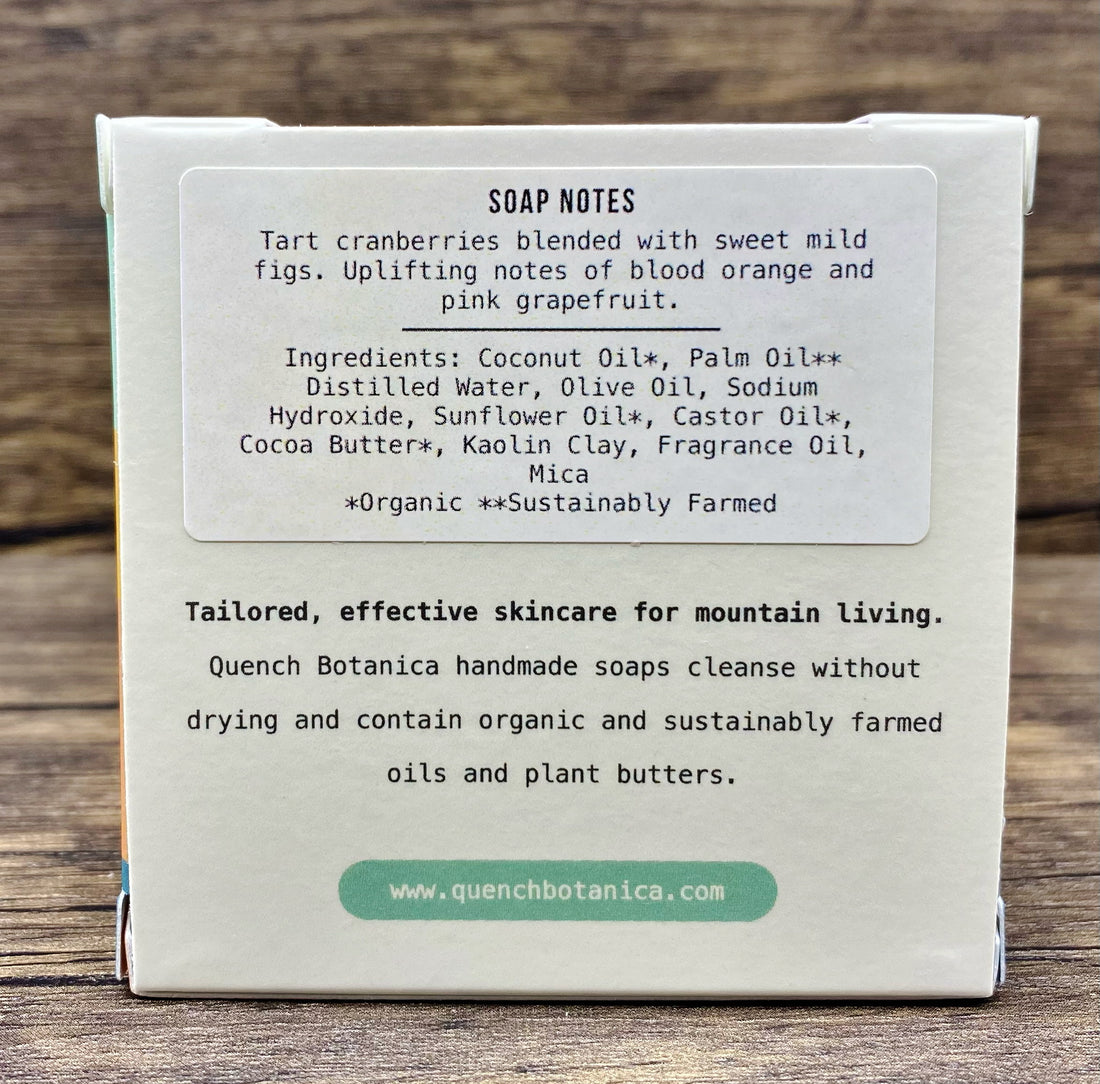 SOAP NOTES
Tart cranberries blended with sweet mild
figs. Uplifting notes of blood orange and
pink grapefruit.
Ingredients: Coconut Oil*, Palm Oil**
Distilled Water, Olive Oil, Sodium
Hydroxide, Sunflower Oil*, Castor Oil*,
Cocoa Butter*, Kaolin Clay, Fragrance Oil,
Mica
*Organic **Sustainably Farmed
Tailored, effective skincare for mountain living.
Quench Botanica handmade soaps cleanse without
drying and contain organic and sustainably farmed
oils and plant butters.
www.quenchbotanica.com